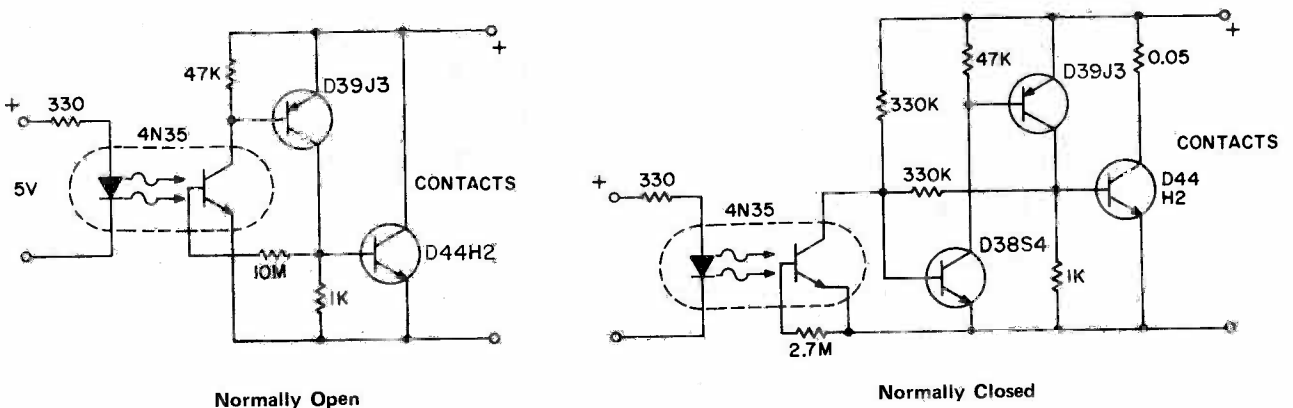 +
47K
D39J3
+
330
4N35
5V
CONTACTS
10M
D44H2
1K
Normally Open
+
47K
D39J3
0.05
330K
CONTACTS
+
330
330K
D44
H2
4N35
D38S4
1K
2.7M
Normally Closed